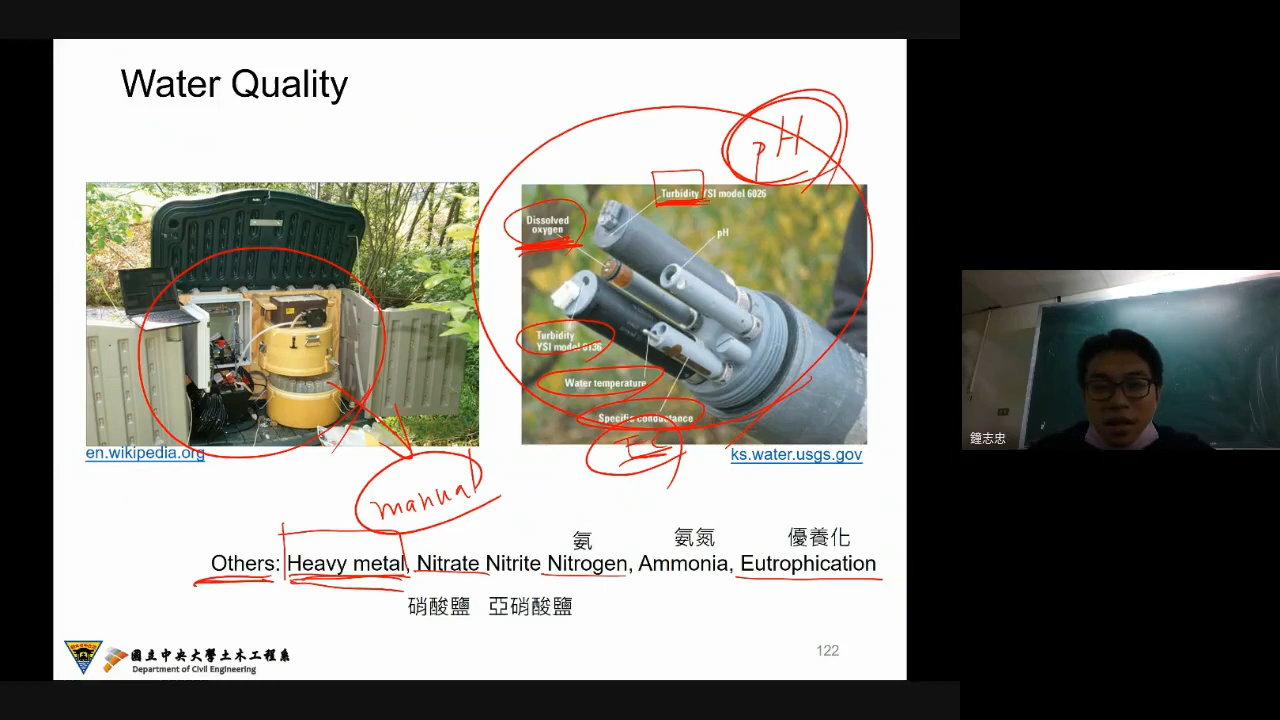 Water Quality
pH
Turbidity YSI model 6026
Dissolved
oxygen
pH
Turbidity
YSI model 6136
Water temperature
Specific conductance
en.wikipedia.org
ks.water.usgs.gov
manual
氨 氨氮 優養化
Others: Heavy metal, Nitrate Nitrite Nitrogen, Ammonia, Eutrophication
硝酸鹽 亞硝酸鹽
國立中央大學土木工程系
Department of Civil Engineering
122
鐘志忠